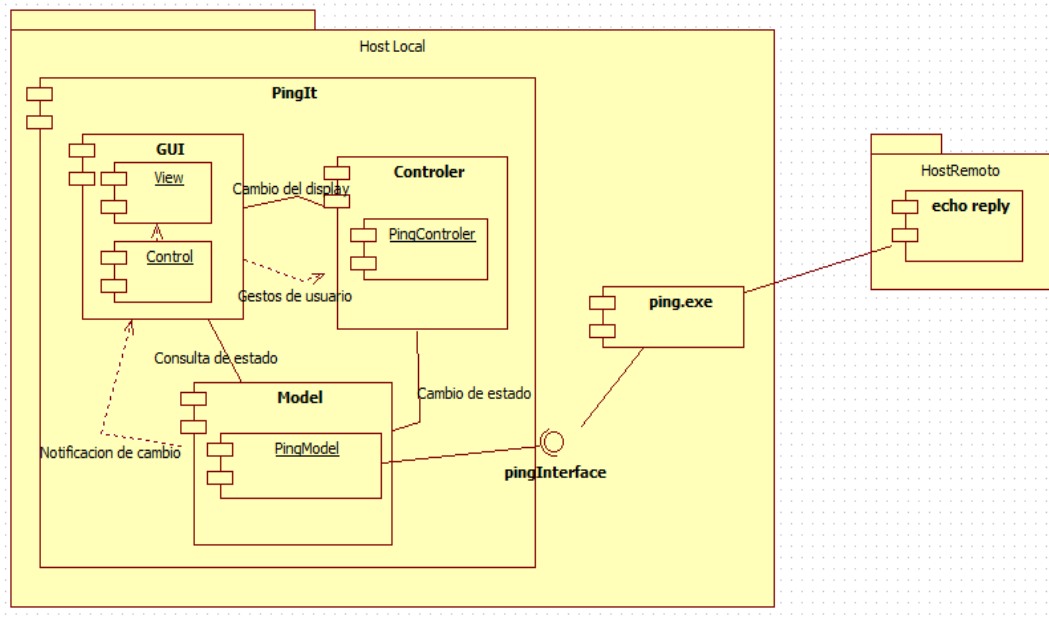 Host Local
PingIt
GUI
View
Control
Cambio del display
Controler
PingControler
Gestos de usuario
Consulta de estado
Model
PingModel
Cambio de estado
Notificacion de cambio
pingInterface
ping.exe
HostRemoto
echo reply